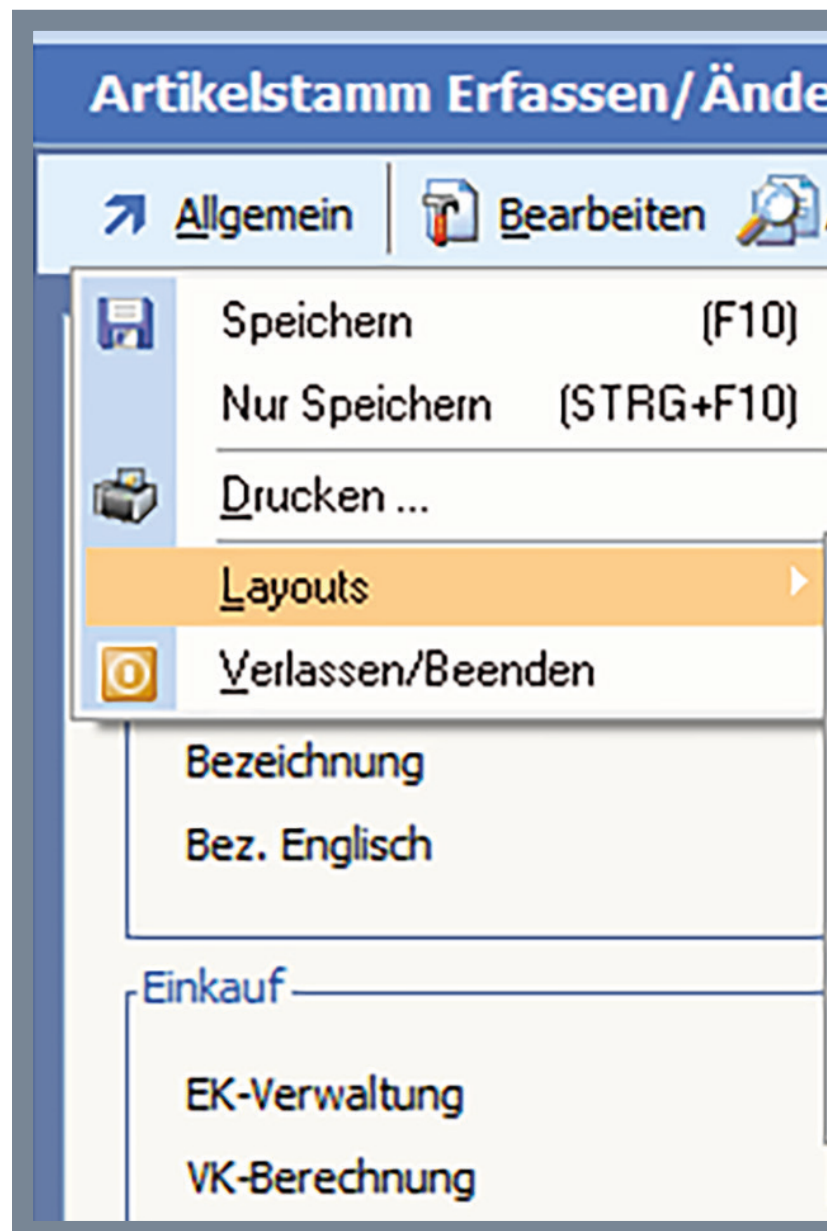 Artikelstamm Erfassen/Ände
Allgemein Bearbeiten
Speichern (F10)
Nur Speichern (STRG+F10)
Drucken ...
Layouts
Verlassen/Beenden
Bezeichnung
Bez. Englisch
Einkauf
EK-Verwaltung
VK-Berechnung